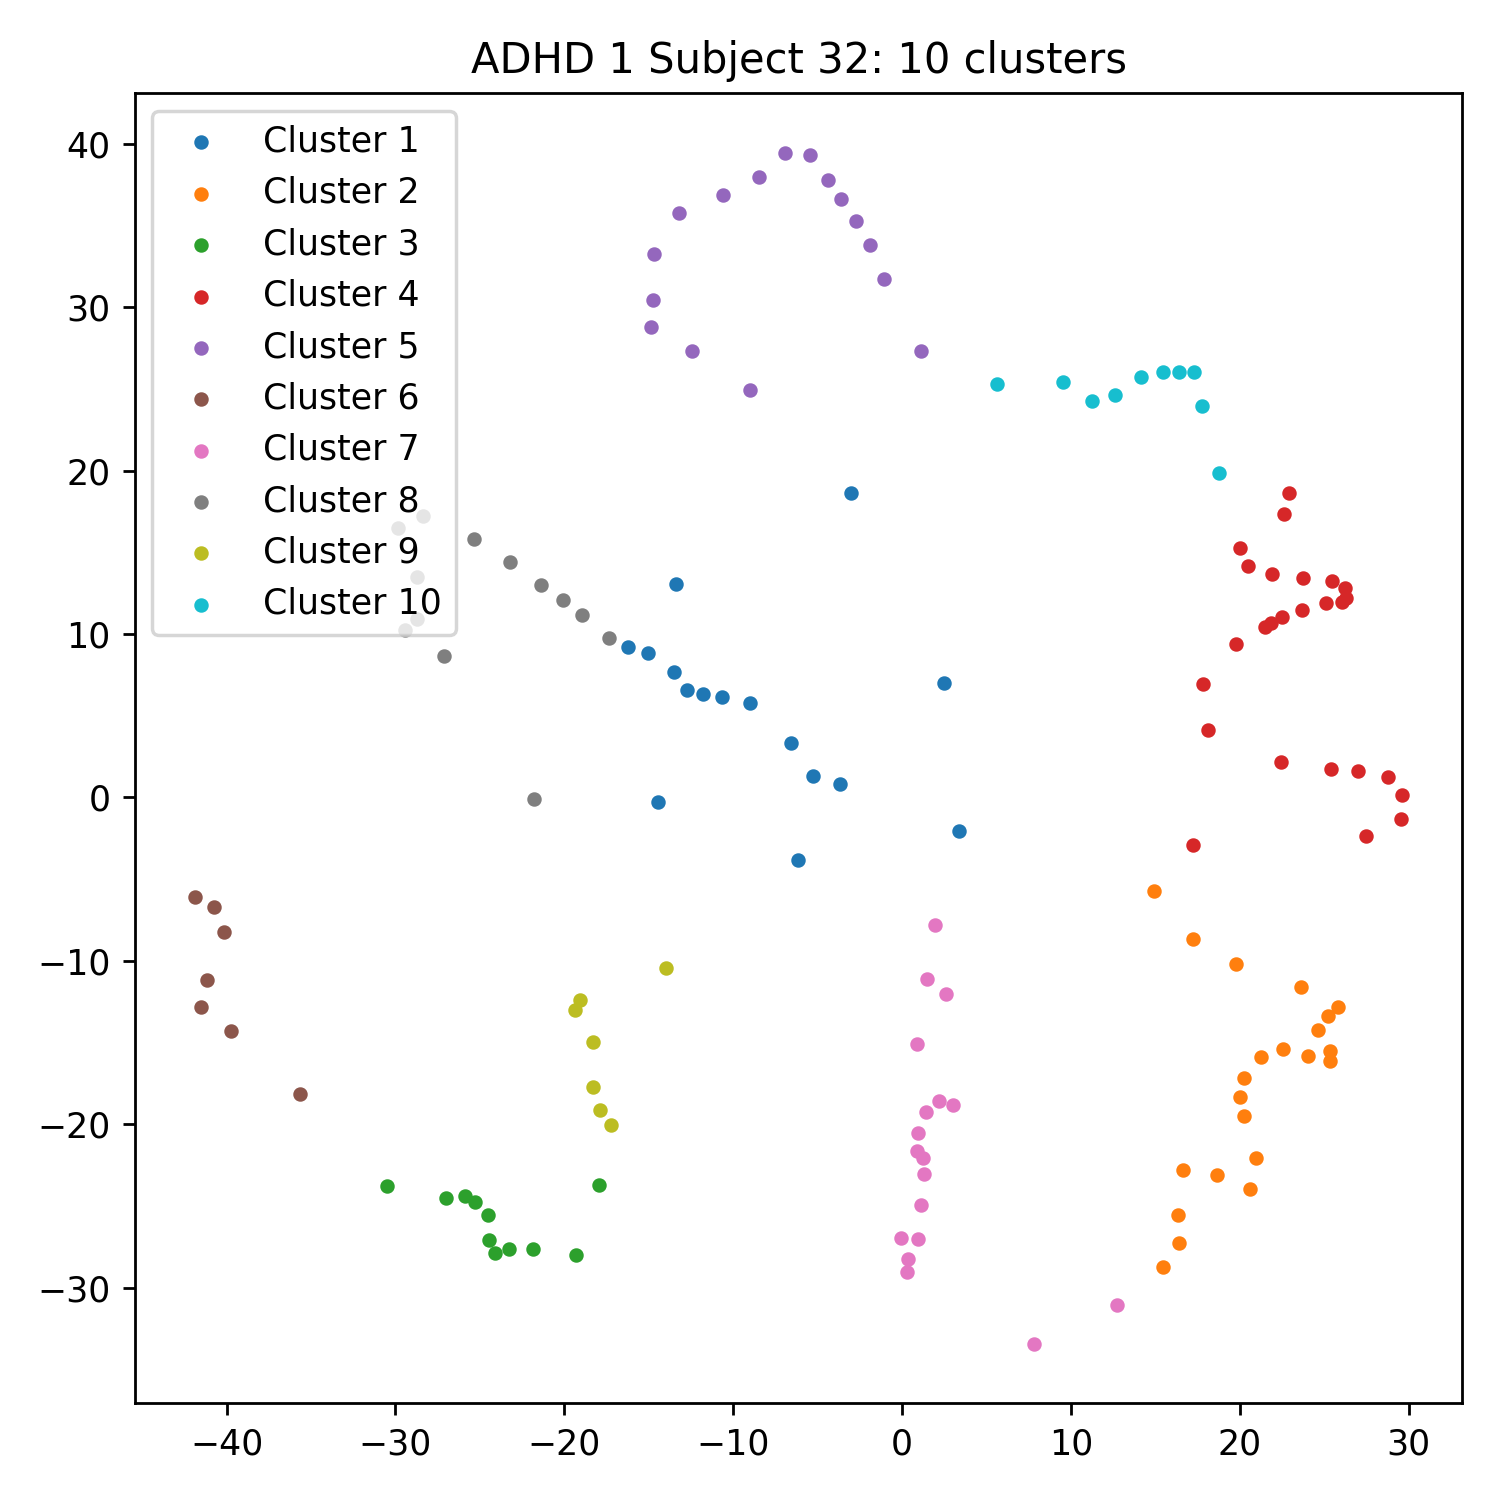 ADHD 1 Subject 32: 10 clusters
Cluster 1
Cluster 2
Cluster 3
Cluster 4
Cluster 5
Cluster 6
Cluster 7
Cluster 8
Cluster 9
Cluster 10
40
30
20
10
0
−10
−20
−30
−40 −30 −20 −10 0 10 20 30